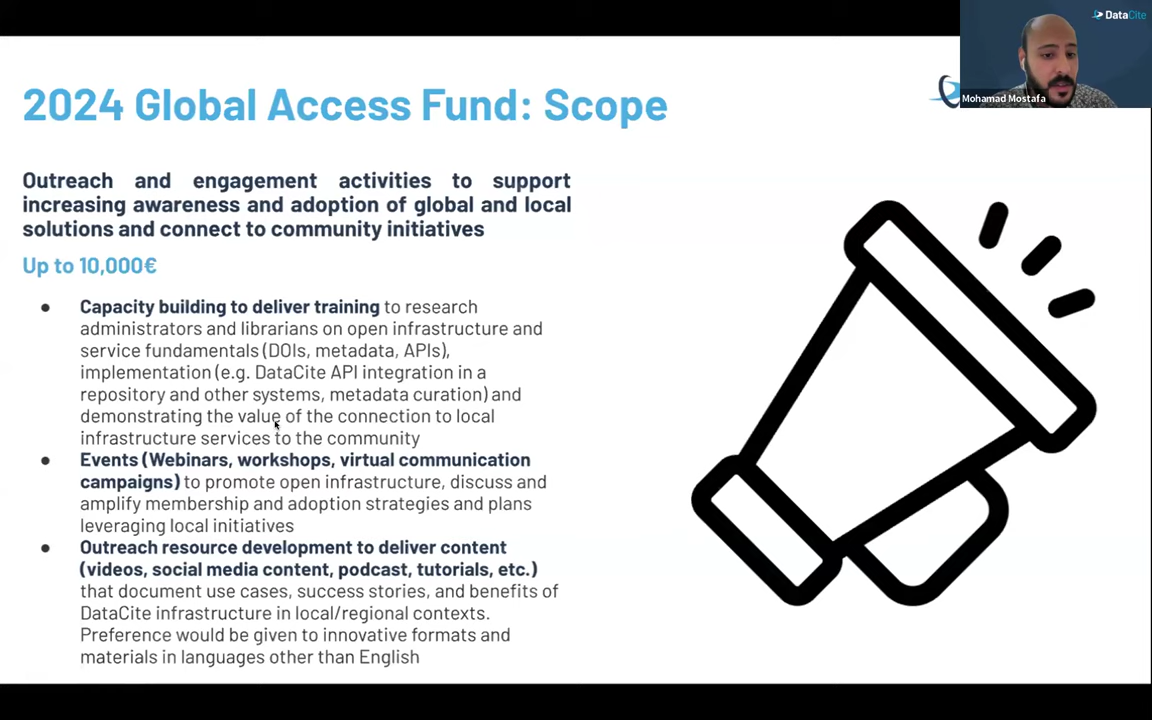 DataCite
Mohamad Mostafa
2024 Global Access Fund: Scope
Outreach and engagement activities to support
increasing awareness and adoption of global and local
solutions and connect to community initiatives
Up to 10,000€
● Capacity building to deliver training to research
administrators and librarians on open infrastructure and
service fundamentals (DOIs, metadata, APIs),
implementation (e.g. DataCite API integration in a
repository and other systems, metadata curation) and
demonstrating the value of the connection to local
infrastructure services to the community
● Events (Webinars, workshops, virtual communication
campaigns) to promote open infrastructure, discuss and
amplify membership and adoption strategies and plans
leveraging local initiatives
● Outreach resource development to deliver content
(videos, social media content, podcast, tutorials, etc.)
that document use cases, success stories, and benefits of
DataCite infrastructure in local/regional contexts.
Preference would be given to innovative formats and
materials in languages other than English